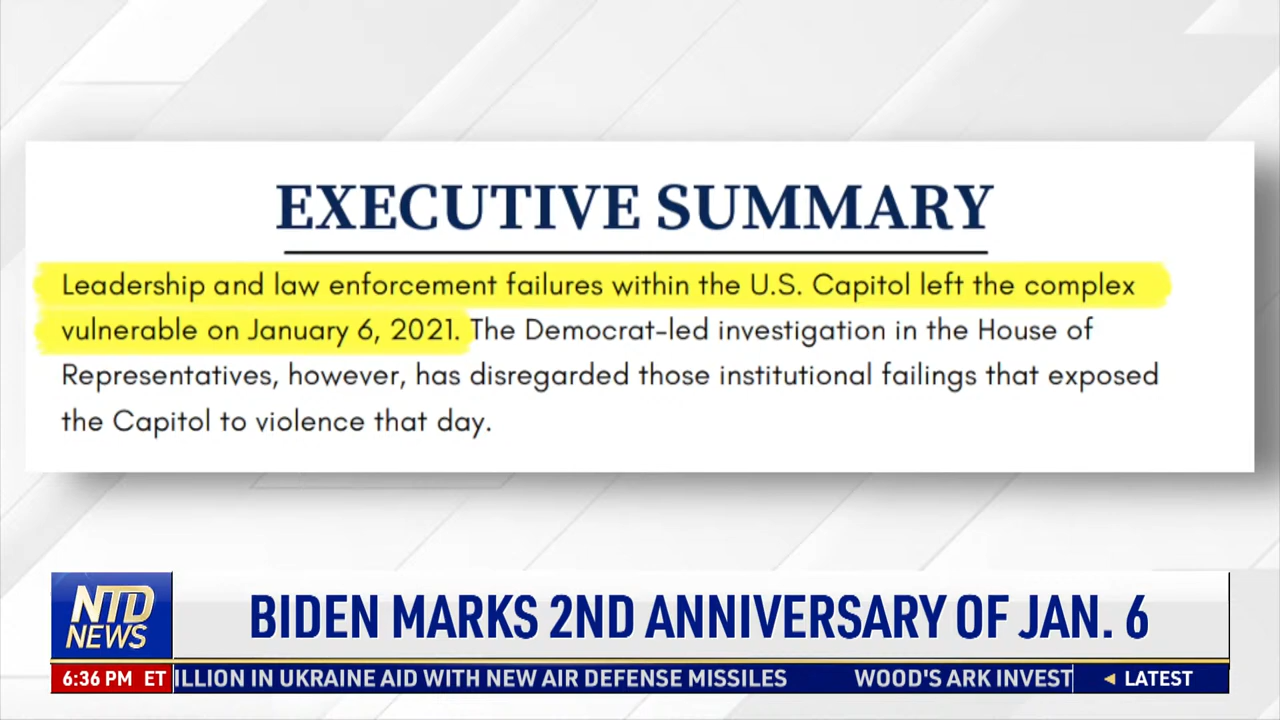 EXECUTIVE SUMMARY
Leadership and law enforcement failures within the U.S. Capitol left the complex
vulnerable on January 6, 2021. The Democrat-led investigation in the House of
Representatives, however, has disregarded those institutional failings that exposed
the Capitol to violence that day.
NTD
NEWS
BIDEN MARKS 2ND ANNIVERSARY OF JAN. 6
6:36 PM ET ILLION IN UKRAINE AID WITH NEW AIR DEFENSE MISSILES WOOD'S ARK INVEST ◄ LATEST